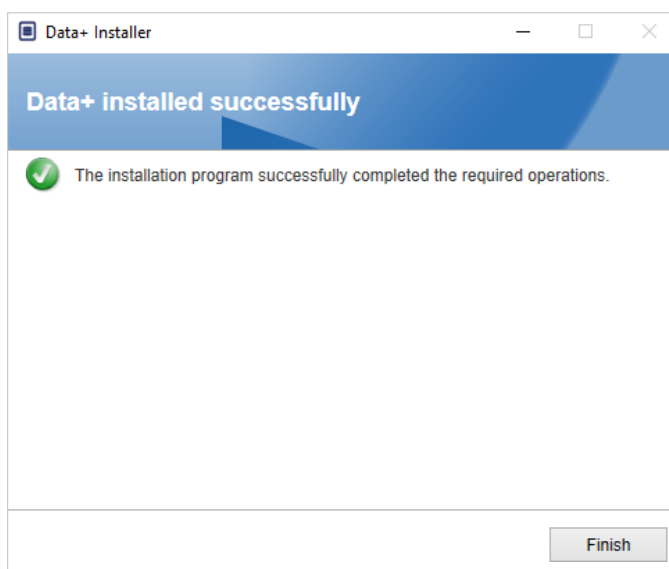 Data+ Installer
Data+ installed successfully
The installation program successfully completed the required operations.
Finish